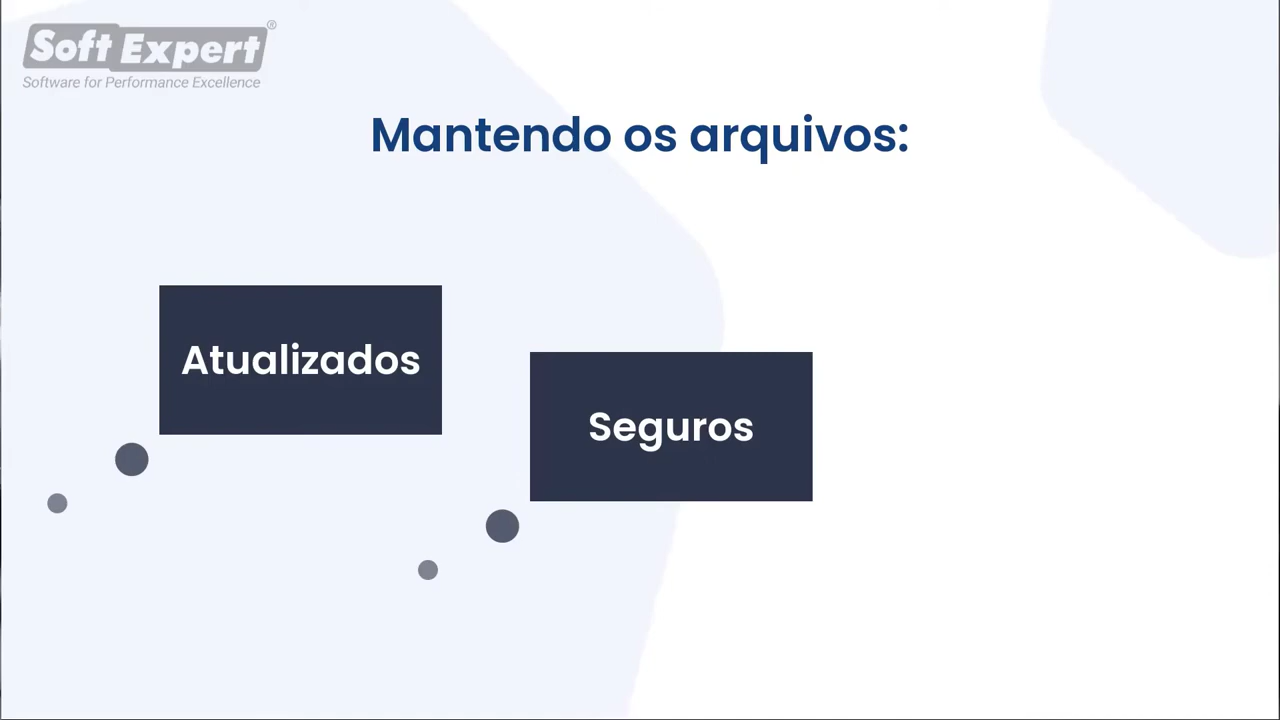 Soft Expert®
Software for Performance Excellence
Mantendo os arquivos:
Atualizados
Seguros